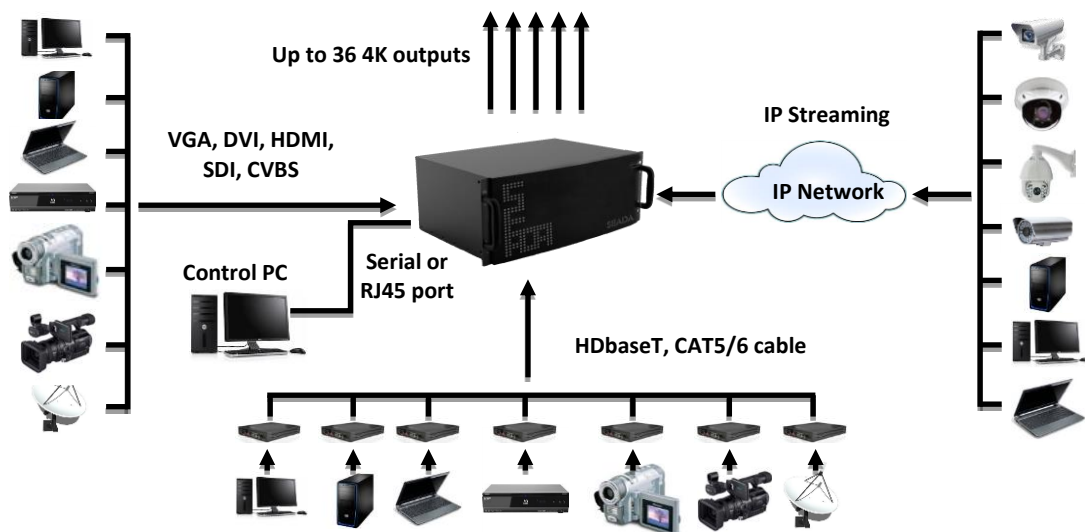 Up to 36 4K outputs
IP Streaming
VGA, DVI, HDMI,
SDI, CVBS
IP Network
Control PC
Serial or
RJ45 port
HDbaseT, CAT5/6 cable